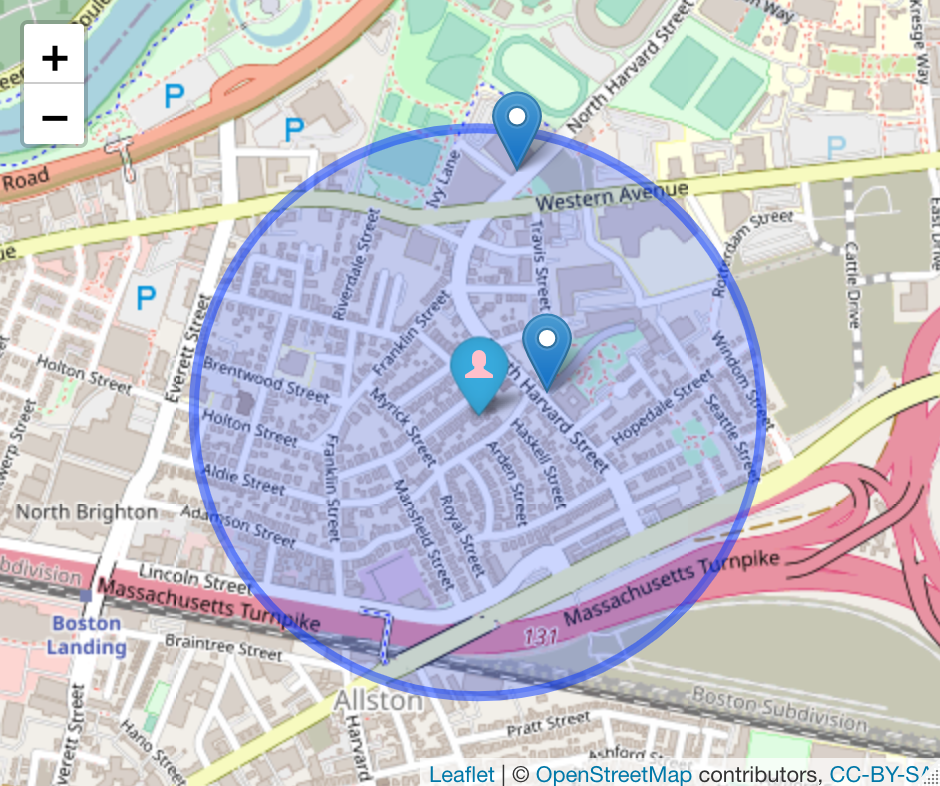 +
−
Road
P
P
P
P
North Harvard Street
Kresge Way
Way
Ivy Lane
Western Avenue
Travis Street
Riverdale Street
Rotterdam Street
Cattle Drive
East Drive
Everett Street
Franklin Street
Holton Street
Brentwood Street
Myrick Street
North Harvard Street
Windom Street
Hopedale Street
Seattle Street
Holton Street
Franklin Street
Haskell Street
Arden Street
Aldie Street
Mansfield Street
Royal Street
North Brighton
Adamson Street
Lincoln Street
Massachusetts Turnpike
Massachusetts Turnpike
131
Boston
Landing
Braintree Street
Allston
Boston Subdivision
Pratt Street
Hano Street
Harvard
Everett Street
Ashford Street
Leaflet | © OpenStreetMap contributors, CC-BY-SA